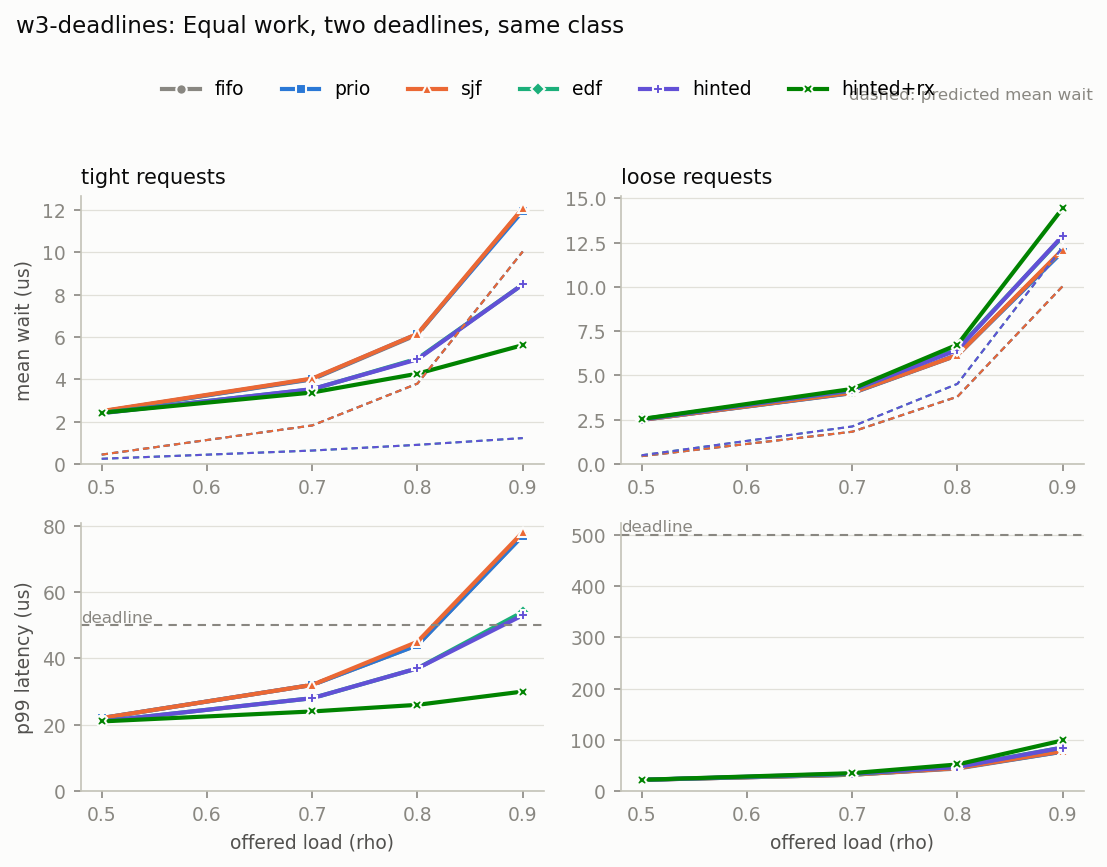 w3-deadlines: Equal work, two deadlines, same class
fifo prio sjf edf hinted hinted+rx
dashed: predicted mean wait
tight requests
loose requests
mean wait (us)
12
10
8
6
4
2
0
0.5 0.6 0.7 0.8 0.9
15.0
12.5
10.0
7.5
5.0
2.5
0.0
0.5 0.6 0.7 0.8 0.9
p99 latency (us)
80
60
deadline
40
20
0
0.5 0.6 0.7 0.8 0.9
offered load (rho)
deadline
500
400
300
200
100
0
0.5 0.6 0.7 0.8 0.9
offered load (rho)